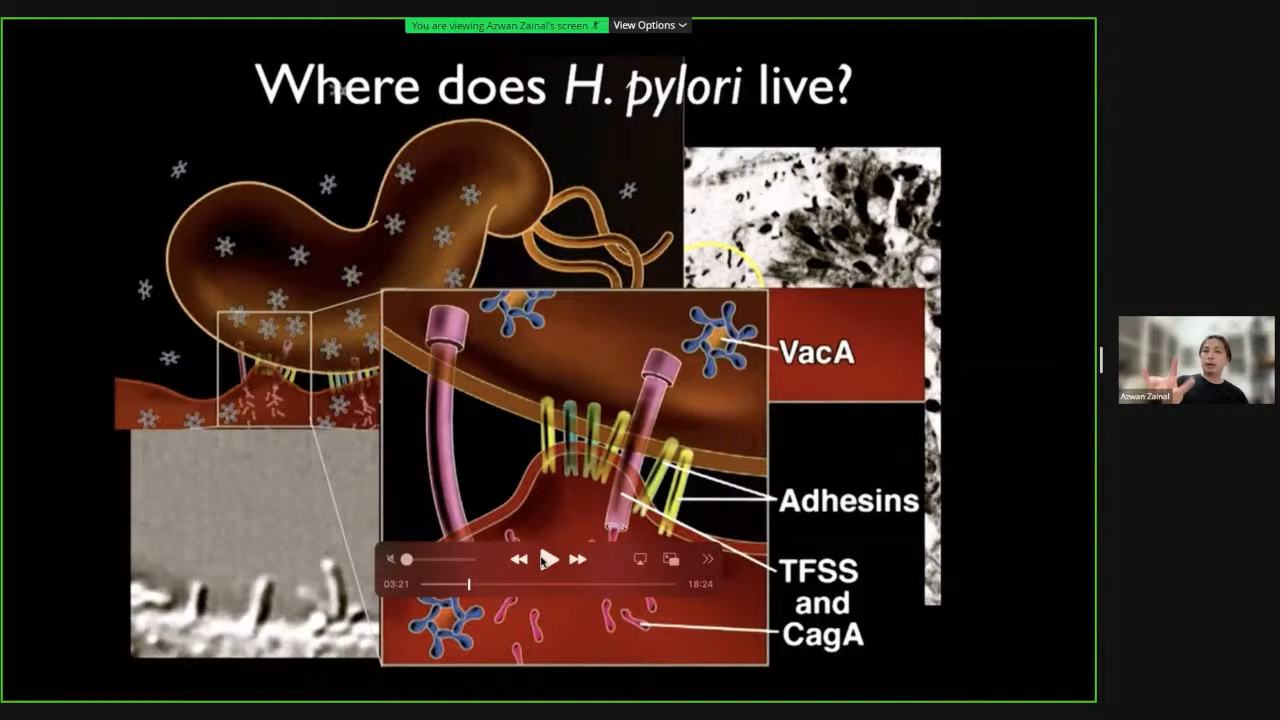 You are viewing Azwan Zainal's screen
View Options
Where does H. pylori live?
VacA
Adhesins
TFSS
and
CagA
03:21
18:24
Azwan Zainal